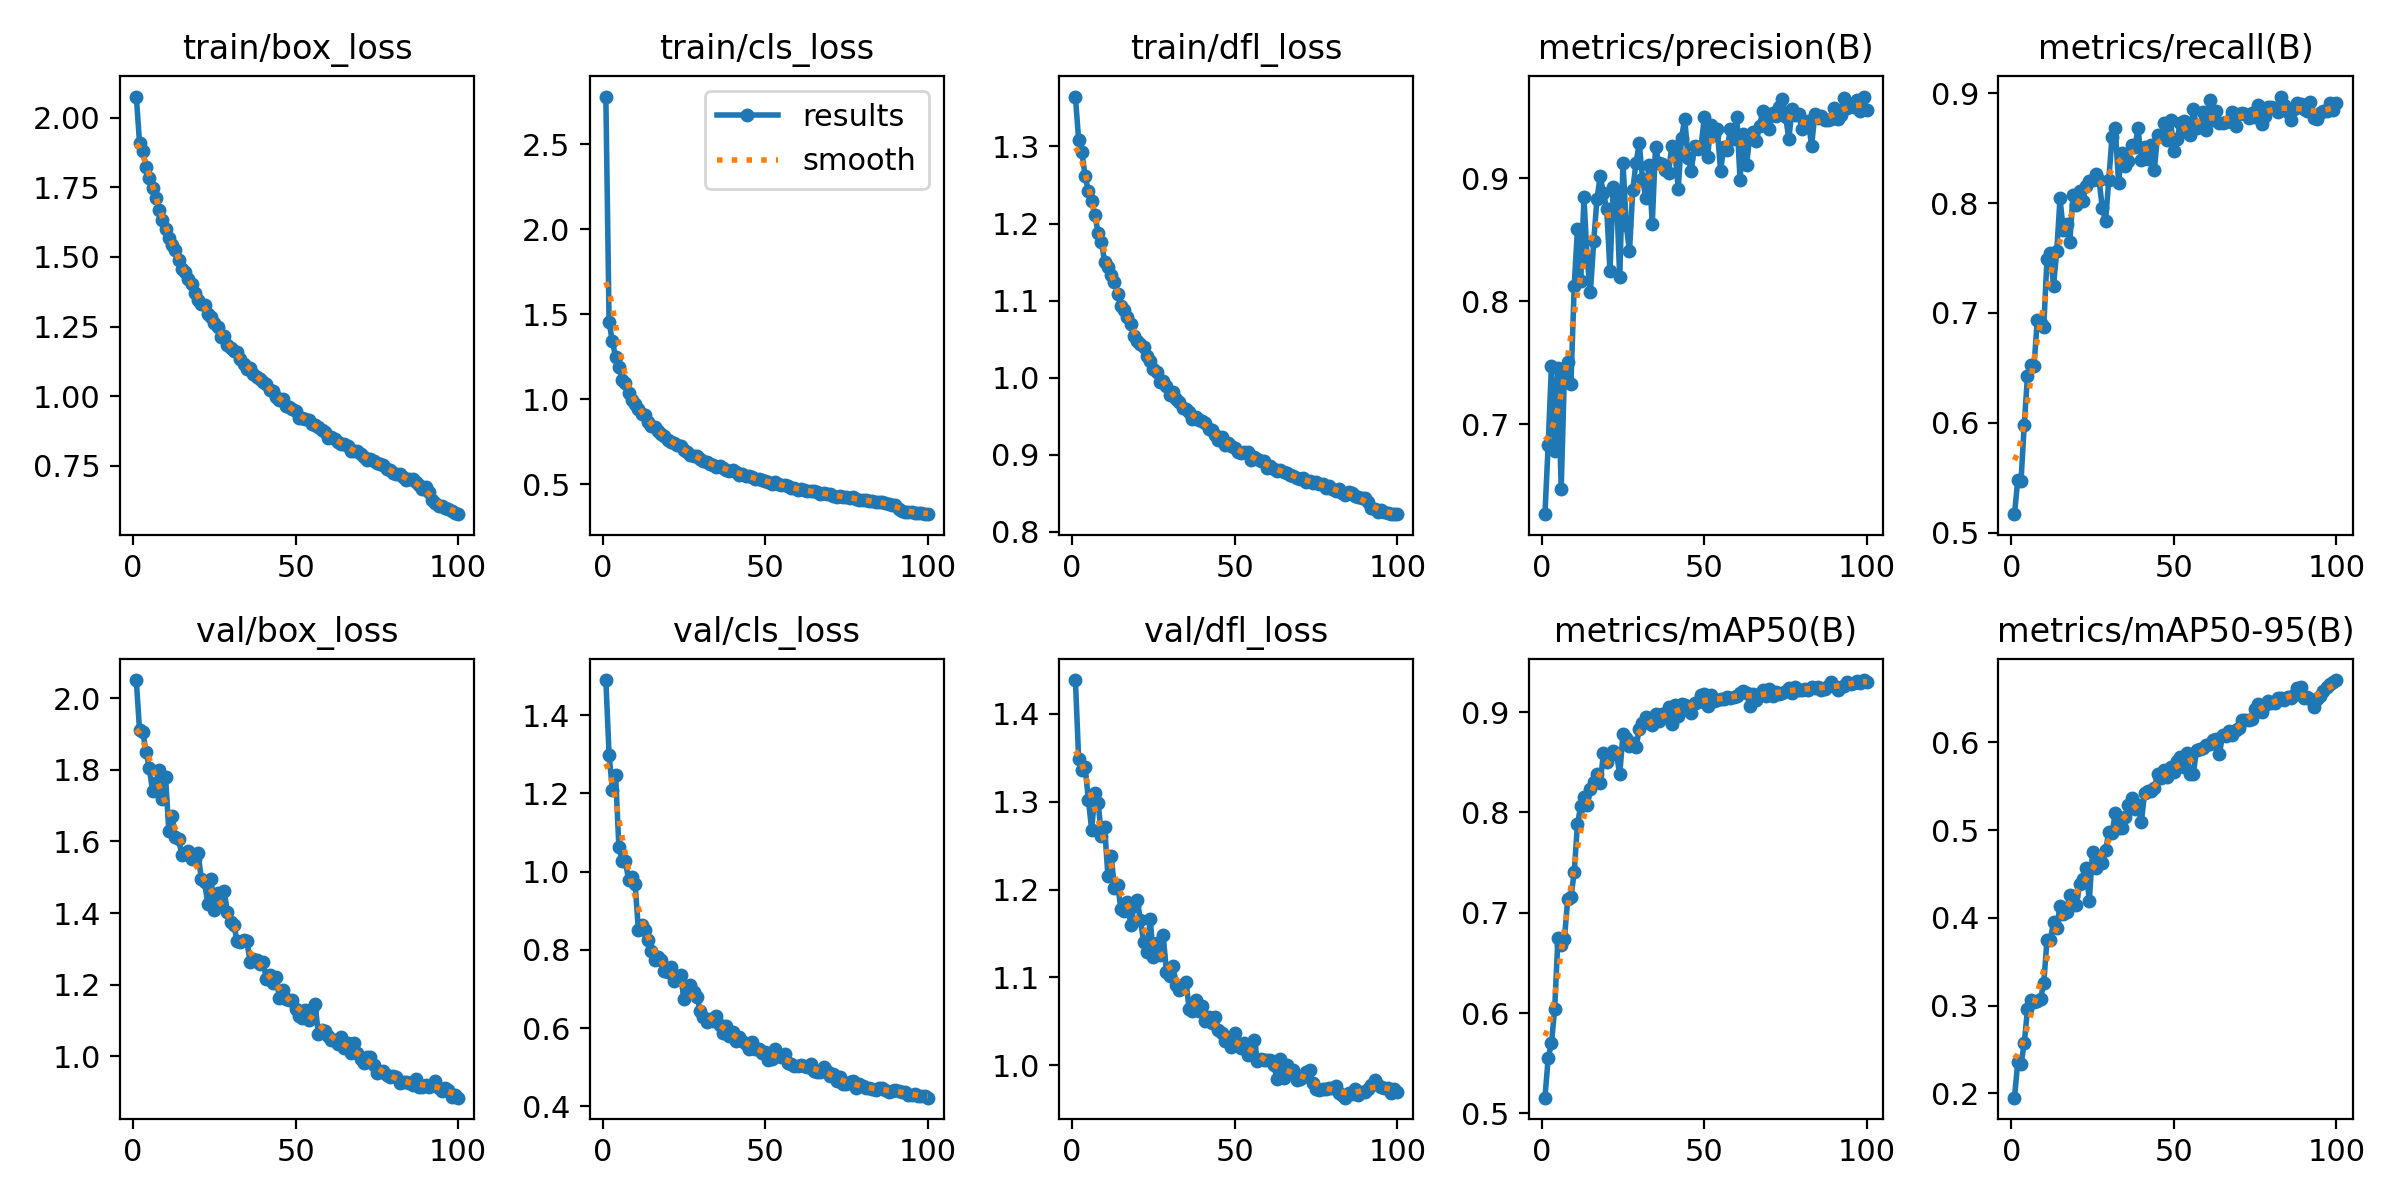 train/box_loss
train/cls_loss
train/dfl_loss
metrics/precision(B)
metrics/recall(B)
2.00
1.75
1.50
1.25
1.00
0.75
0 50 100
2.5
2.0
1.5
1.0
0.5
results
smooth
0 50 100
1.3
1.2
1.1
1.0
0.9
0.8
0 50 100
0.9
0.8
0.7
0 50 100
0.9
0.8
0.7
0.6
0.5
0 50 100
val/box_loss
val/cls_loss
val/dfl_loss
metrics/mAP50(B)
metrics/mAP50-95(B)
2.0
1.8
1.6
1.4
1.2
1.0
0 50 100
1.4
1.2
1.0
0.8
0.6
0.4
0 50 100
1.4
1.3
1.2
1.1
1.0
0 50 100
0.9
0.8
0.7
0.6
0.5
0 50 100
0.6
0.5
0.4
0.3
0.2
0 50 100